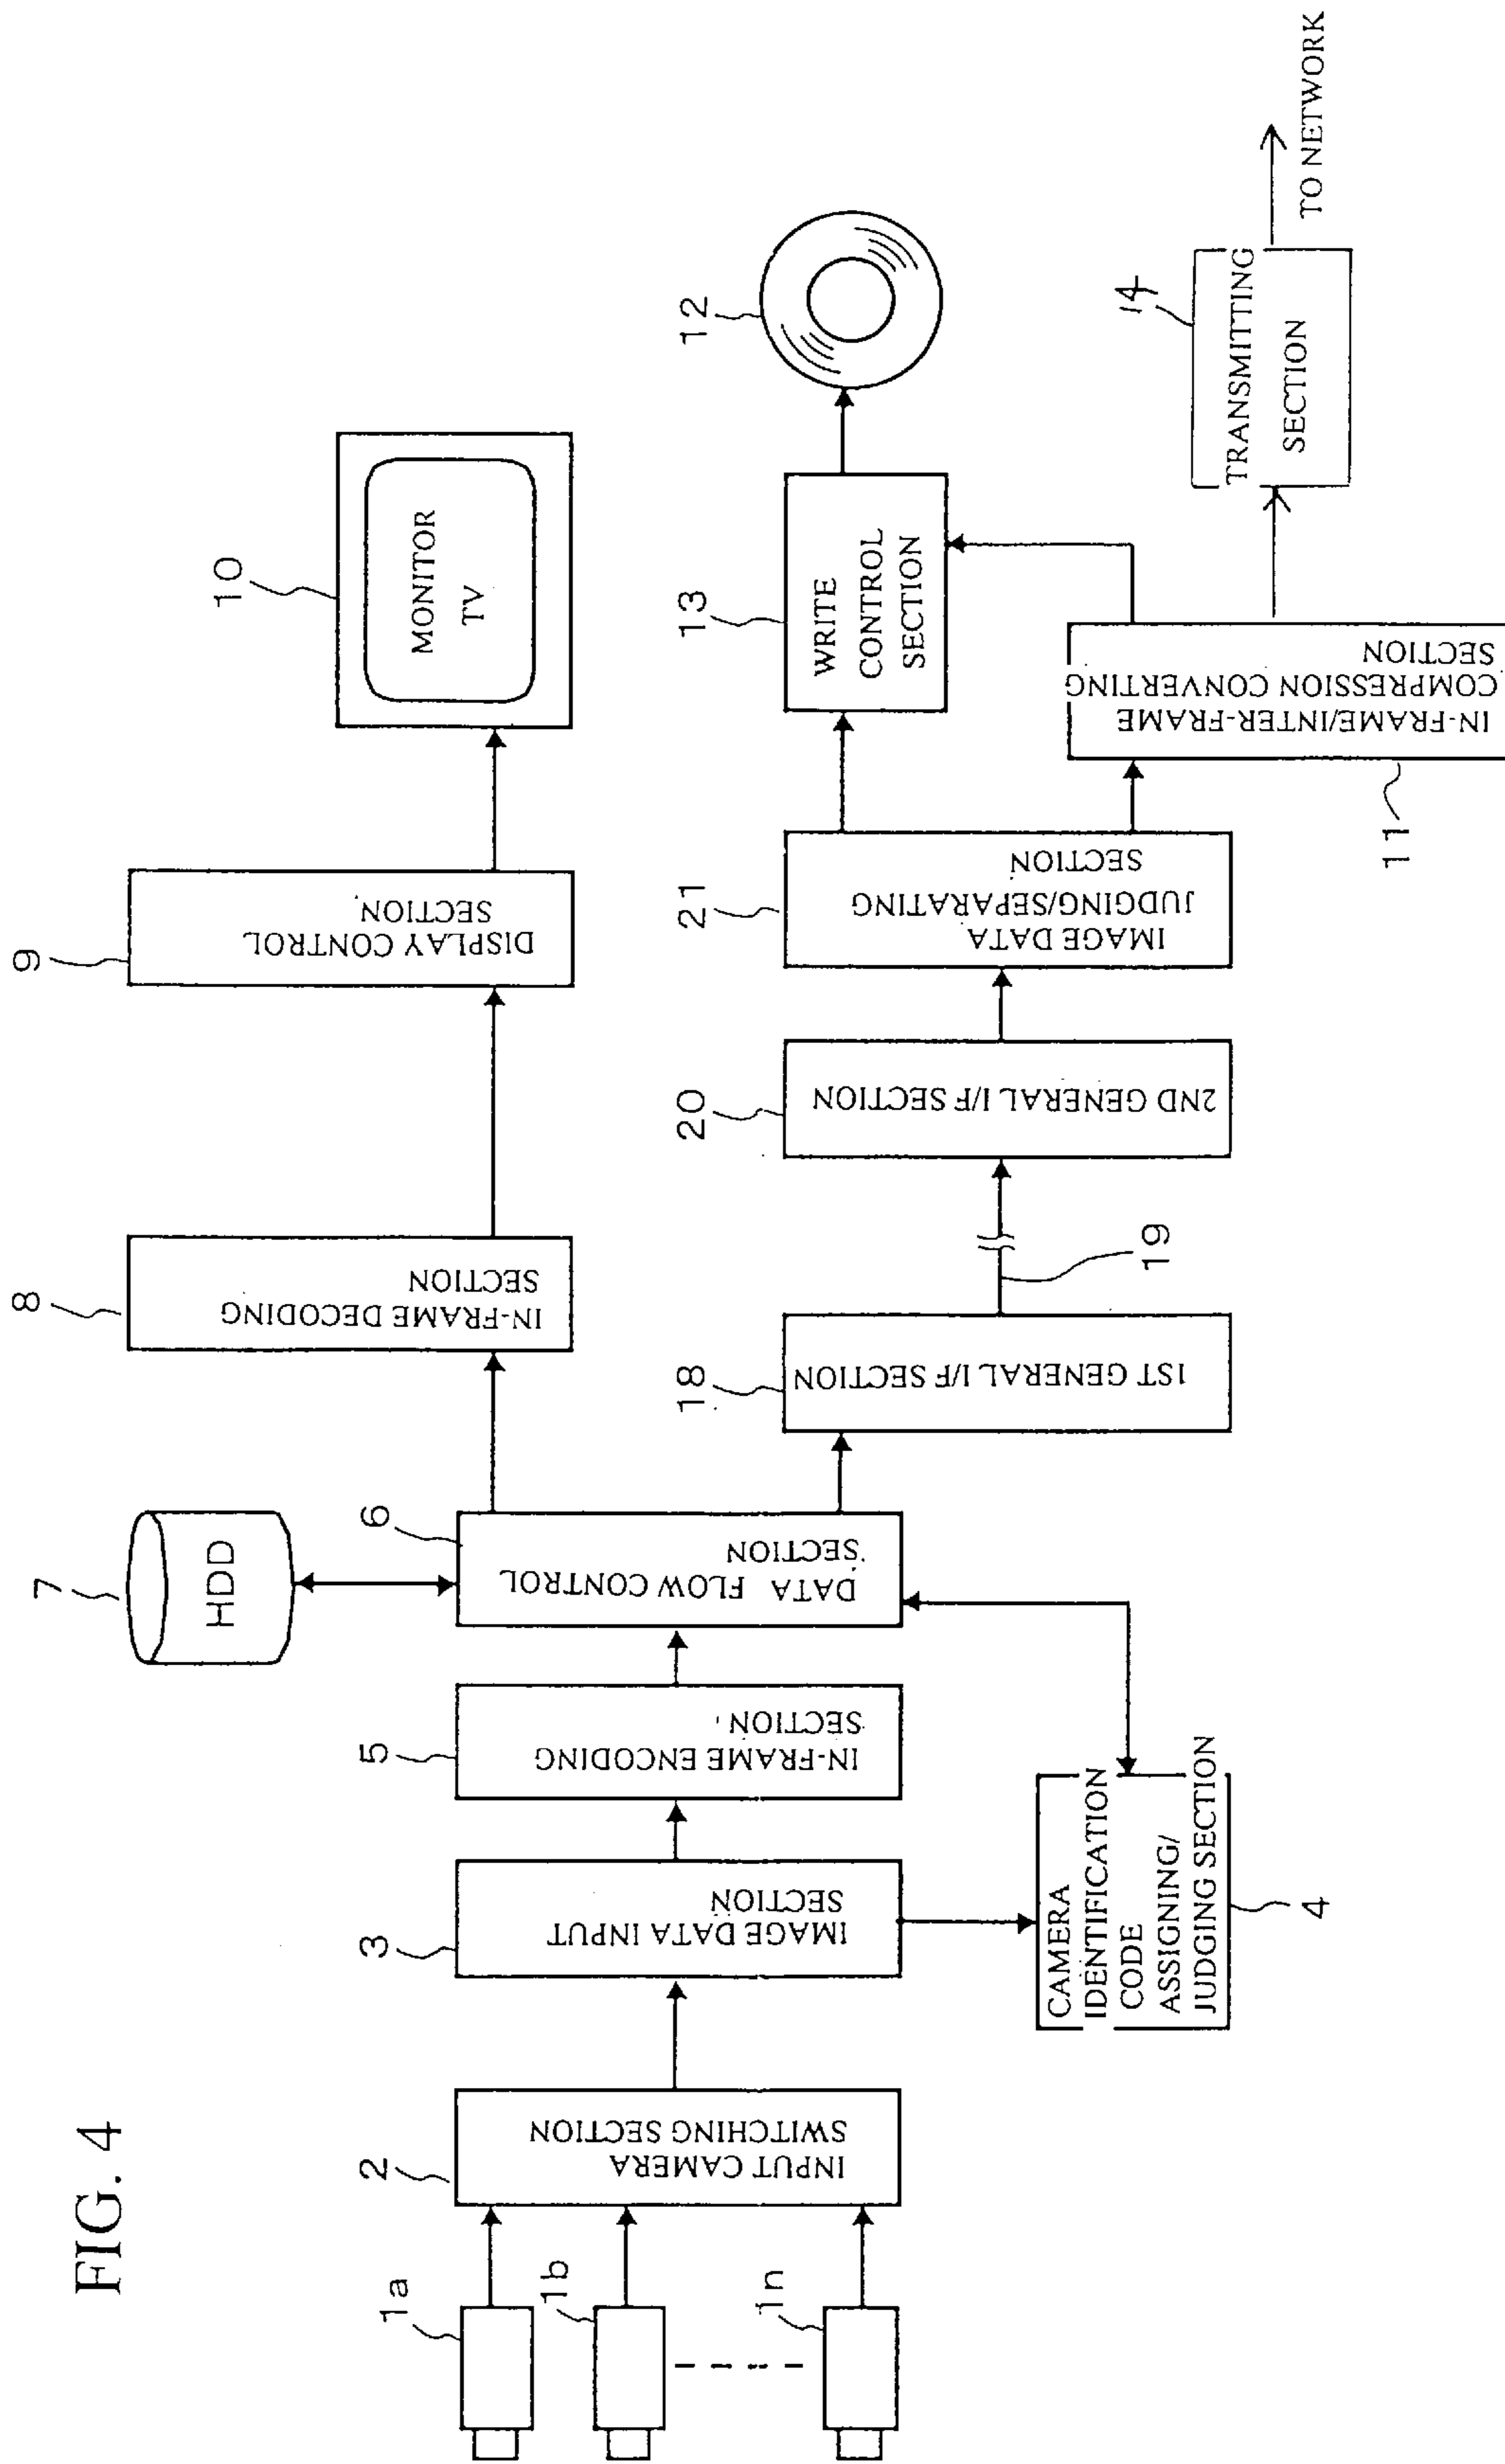 FIG. 4
1a
1b
1n
2
INPUT CAMERA
SWITCHING SECTION
3
IMAGE DATA INPUT
SECTION
4
CAMERA
IDENTIFICATION
CODE
ASSIGNING/
JUDGING SECTION
5
IN-FRAME ENCODING
SECTION
6
DATA FLOW CONTROL
SECTION
7
HDD
8
IN-FRAME DECODING
SECTION
9
DISPLAY CONTROL
SECTION
10
MONITOR
TV
18
1ST GENERAL I/F SECTION
19
20
2ND GENERAL I/F SECTION
21
IMAGE DATA
JUDGING/SEPARATING
SECTION
13
WRITE
CONTROL
SECTION
12
11
IN-FRAME/INTER-FRAME
COMPRESSION CONVERTING
SECTION
14
TRANSMITTING
SECTION
TO NETWORK